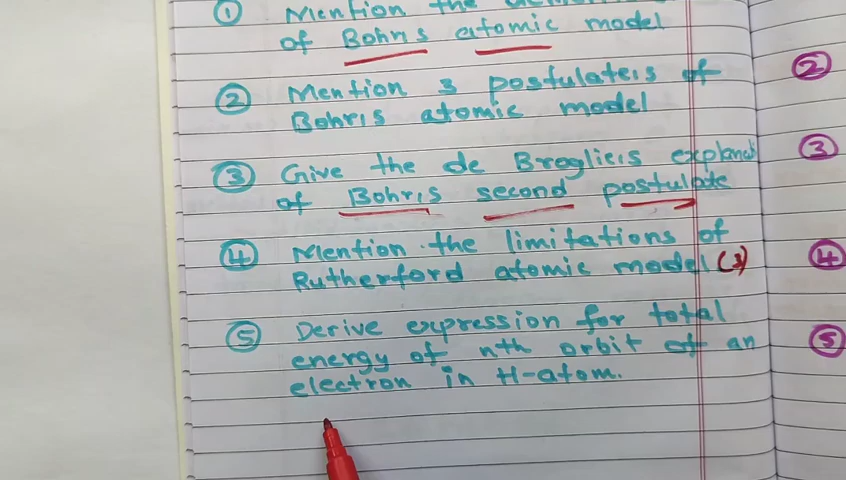 ① Mention the
of Bohr's atomic model
② Mention 3 postulates of
Bohr's atomic model
③ Give the de Broglie's explanat
of Bohr's second postulate
④ Mention the limitations of
Rutherford atomic model (3)
⑤ Derive expression for total
energy of nth orbit of an
electron in H-atom.
②
③
④
⑤